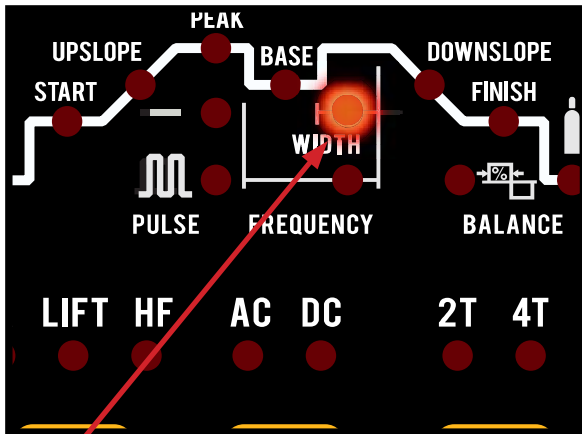 PEAK
UPSLOPE
BASE
DOWNSLOPE
START
FINISH
WIDTH
%
PULSE
FREQUENCY
BALANCE
LIFT HF AC DC 2T 4T